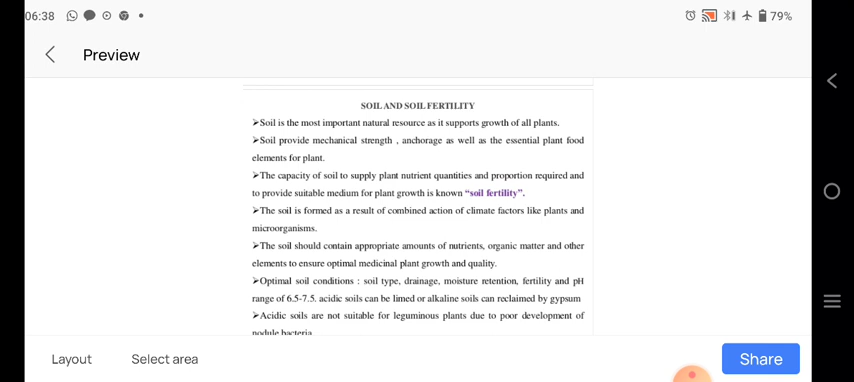 06:38
79%
Preview
SOIL AND SOIL FERTILITY
➤Soil is the most important natural resource as it supports growth of all plants.
➤Soil provide mechanical strength , anchorage as well as the essential plant food
elements for plant.
➤The capacity of soil to supply plant nutrient quantities and proportion required and
to provide suitable medium for plant growth is known “soil fertility”.
➤The soil is formed as a result of combined action of climate factors like plants and
microorganisms.
➤The soil should contain appropriate amounts of nutrients, organic matter and other
elements to ensure optimal medicinal plant growth and quality.
➤Optimal soil conditions : soil type, drainage, moisture retention, fertility and pH
range of 6.5-7.5. acidic soils can be limed or alkaline soils can reclaimed by gypsum
➤Acidic soils are not suitable for leguminous plants due to poor development of
nodule bacteria
Layout
Select area
Share